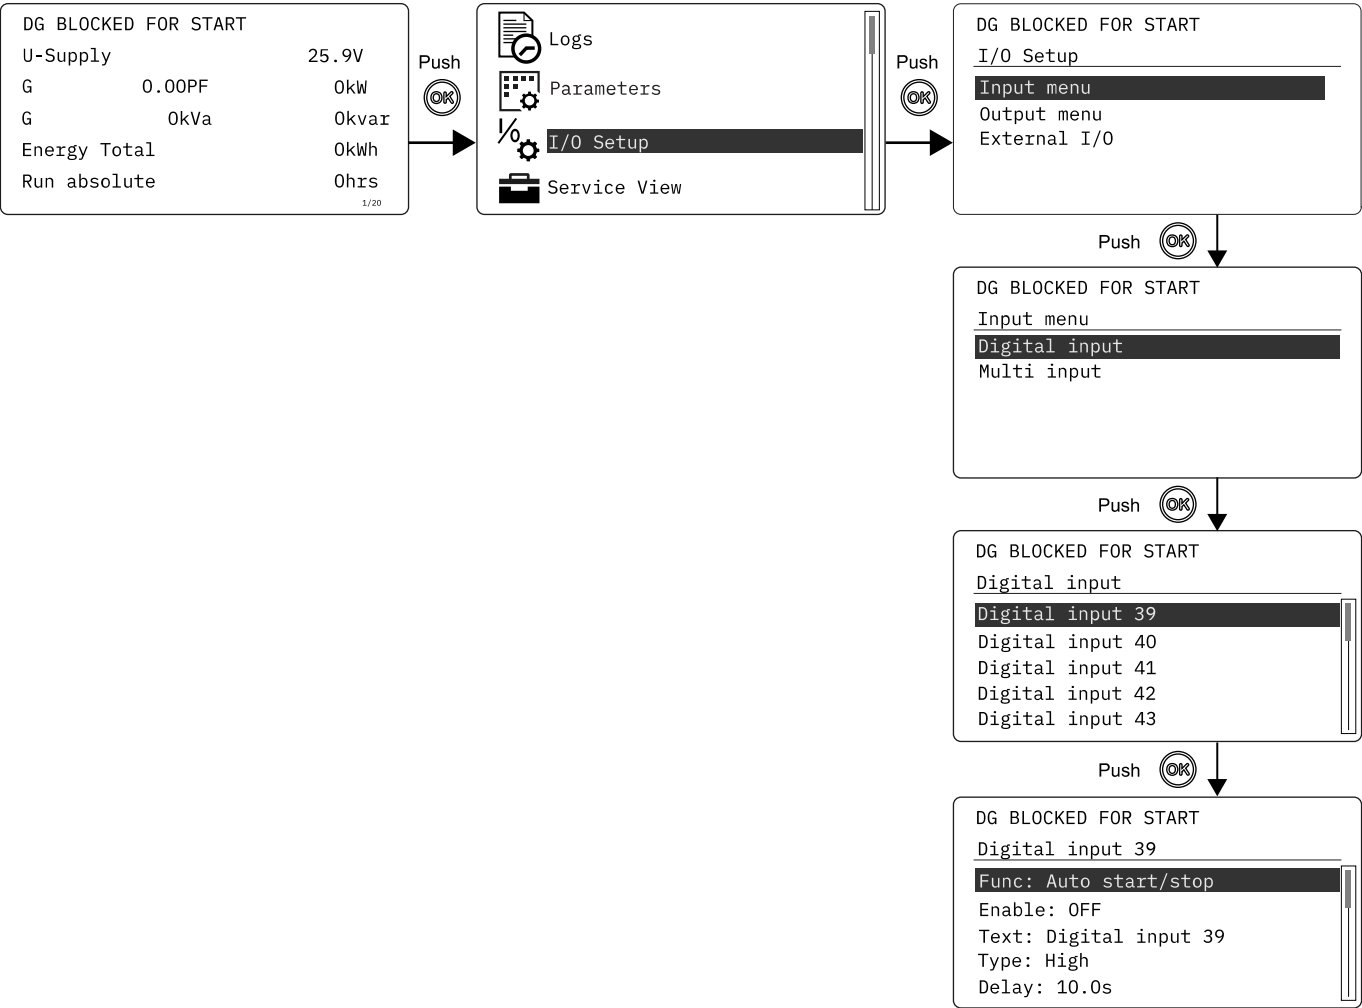 DG BLOCKED FOR START
U-Supply 25.9V
G 0.00PF 0kW
G 0kVa 0kvar
Energy Total 0kWh
Run absolute 0hrs
1/20
Push
OK
Logs
Parameters
I/O
I/O Setup
Service View
Push
OK
DG BLOCKED FOR START
I/O Setup
Input menu
Output menu
External I/O
Push OK
DG BLOCKED FOR START
Input menu
Digital input
Multi input
Push OK
DG BLOCKED FOR START
Digital input
Digital input 39
Digital input 40
Digital input 41
Digital input 42
Digital input 43
Push OK
DG BLOCKED FOR START
Digital input 39
Func: Auto start/stop
Enable: OFF
Text: Digital input 39
Type: High
Delay: 10.0s